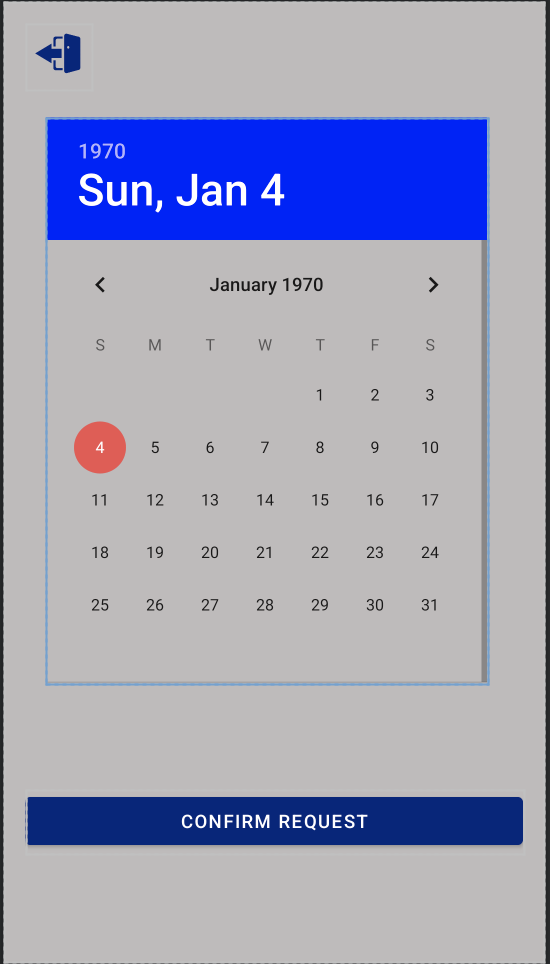 1970
Sun, Jan 4
January 1970
S M T W T F S
1 2 3
4 5 6 7 8 9 10
11 12 13 14 15 16 17
18 19 20 21 22 23 24
25 26 27 28 29 30 31
CONFIRM REQUEST